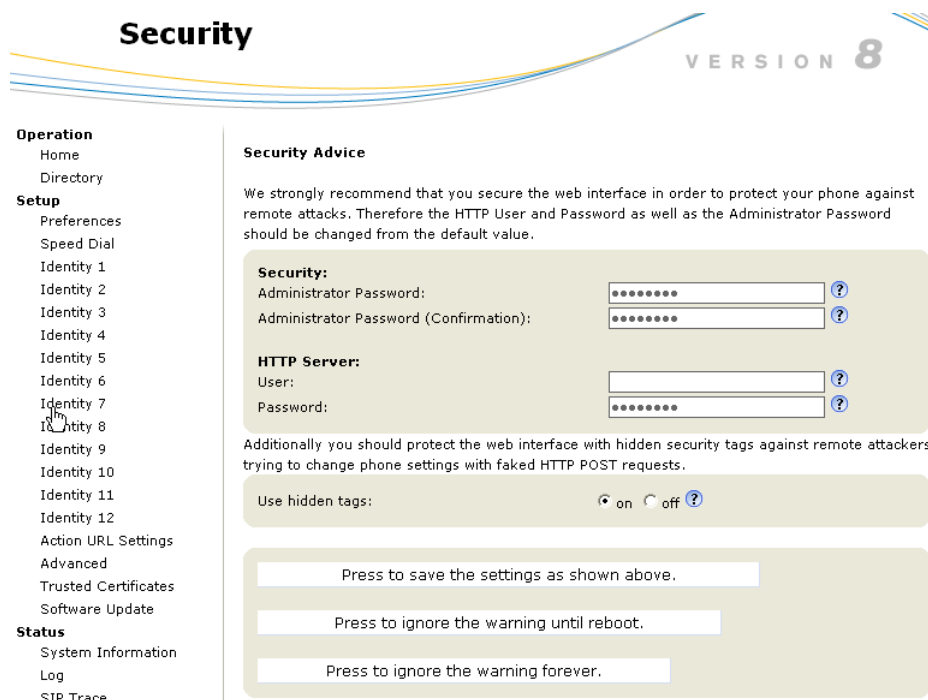 Security
VERSION 8
Operation
Home
Directory
Setup
Preferences
Speed Dial
Identity 1
Identity 2
Identity 3
Identity 4
Identity 5
Identity 6
Identity 7
Identity 8
Identity 9
Identity 10
Identity 11
Identity 12
Action URL Settings
Advanced
Trusted Certificates
Software Update
Status
System Information
Log
SIP Trace
Security Advice
We strongly recommend that you secure the web interface in order to protect your phone against
remote attacks. Therefore the HTTP User and Password as well as the Administrator Password
should be changed from the default value.
Security:
Administrator Password: ●●●●●●●● ?
Administrator Password (Confirmation): ●●●●●●●● ?
HTTP Server:
User: ?
Password: ●●●●●●●● ?
Additionally you should protect the web interface with hidden security tags against remote attackers
trying to change phone settings with faked HTTP POST requests.
Use hidden tags: on off ?
Press to save the settings as shown above.
Press to ignore the warning until reboot.
Press to ignore the warning forever.